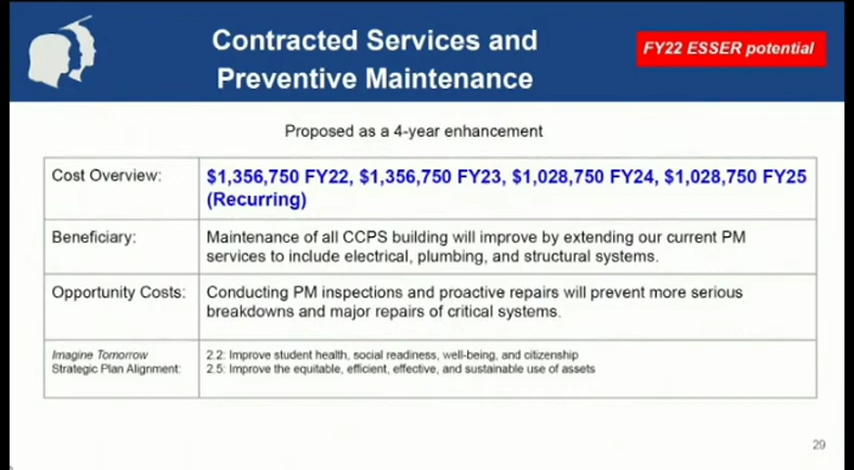 Contracted Services and
Preventive Maintenance
FY22 ESSER potential
Proposed as a 4-year enhancement
Cost Overview:
$1,356,750 FY22, $1,356,750 FY23, $1,028,750 FY24, $1,028,750 FY25
(Recurring)
Beneficiary:
Maintenance of all CCPS building will improve by extending our current PM
services to include electrical, plumbing, and structural systems.
Opportunity Costs:
Conducting PM inspections and proactive repairs will prevent more serious
breakdowns and major repairs of critical systems.
Imagine Tomorrow
Strategic Plan Alignment:
2.2: Improve student health, social readiness, well-being, and citizenship
2.5: Improve the equitable, efficient, effective, and sustainable use of assets
29